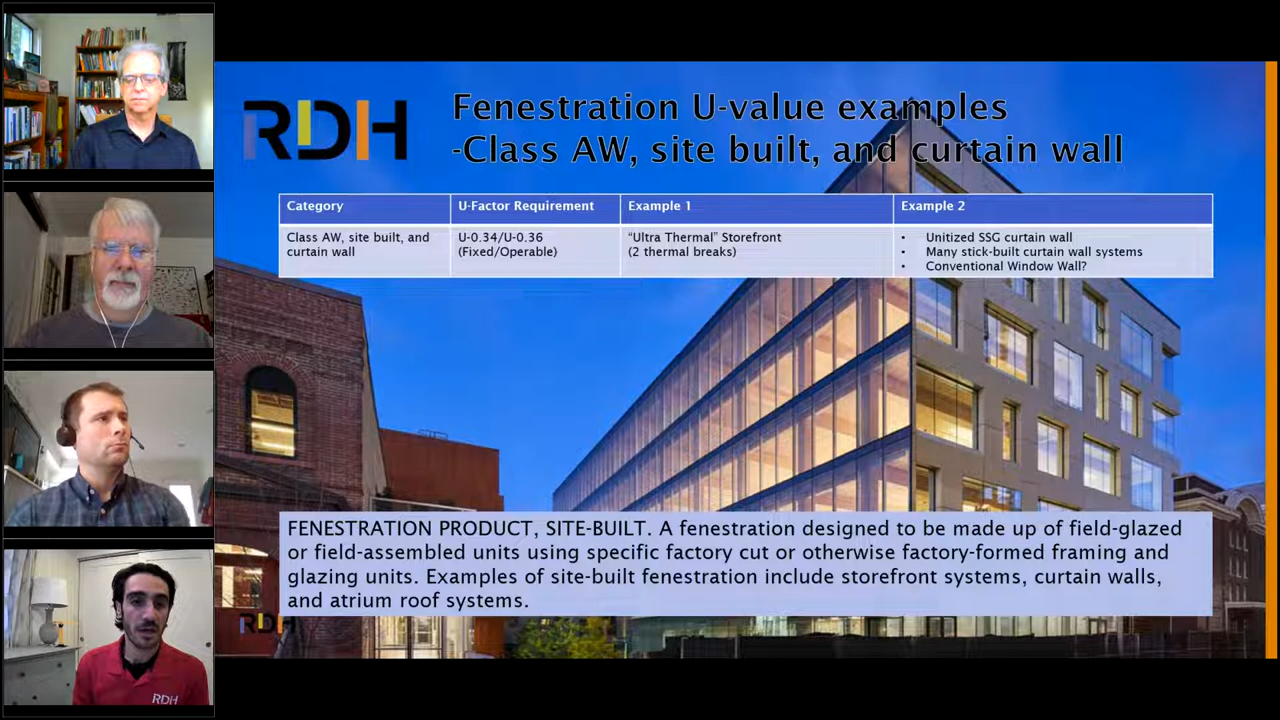 RDH
Fenestration U-value examples
-Class AW, site built, and curtain wall
Category
U-Factor Requirement
Example 1
Example 2
Class AW, site built, and
curtain wall
U-0.34/U-0.36
(Fixed/Operable)
“Ultra Thermal” Storefront
(2 thermal breaks)
• Unitized SSG curtain wall
• Many stick-built curtain wall systems
• Conventional Window Wall?
FENESTRATION PRODUCT, SITE-BUILT. A fenestration designed to be made up of field-glazed
or field-assembled units using specific factory cut or otherwise factory-formed framing and
glazing units. Examples of site-built fenestration include storefront systems, curtain walls,
and atrium roof systems.
RDH
RDH